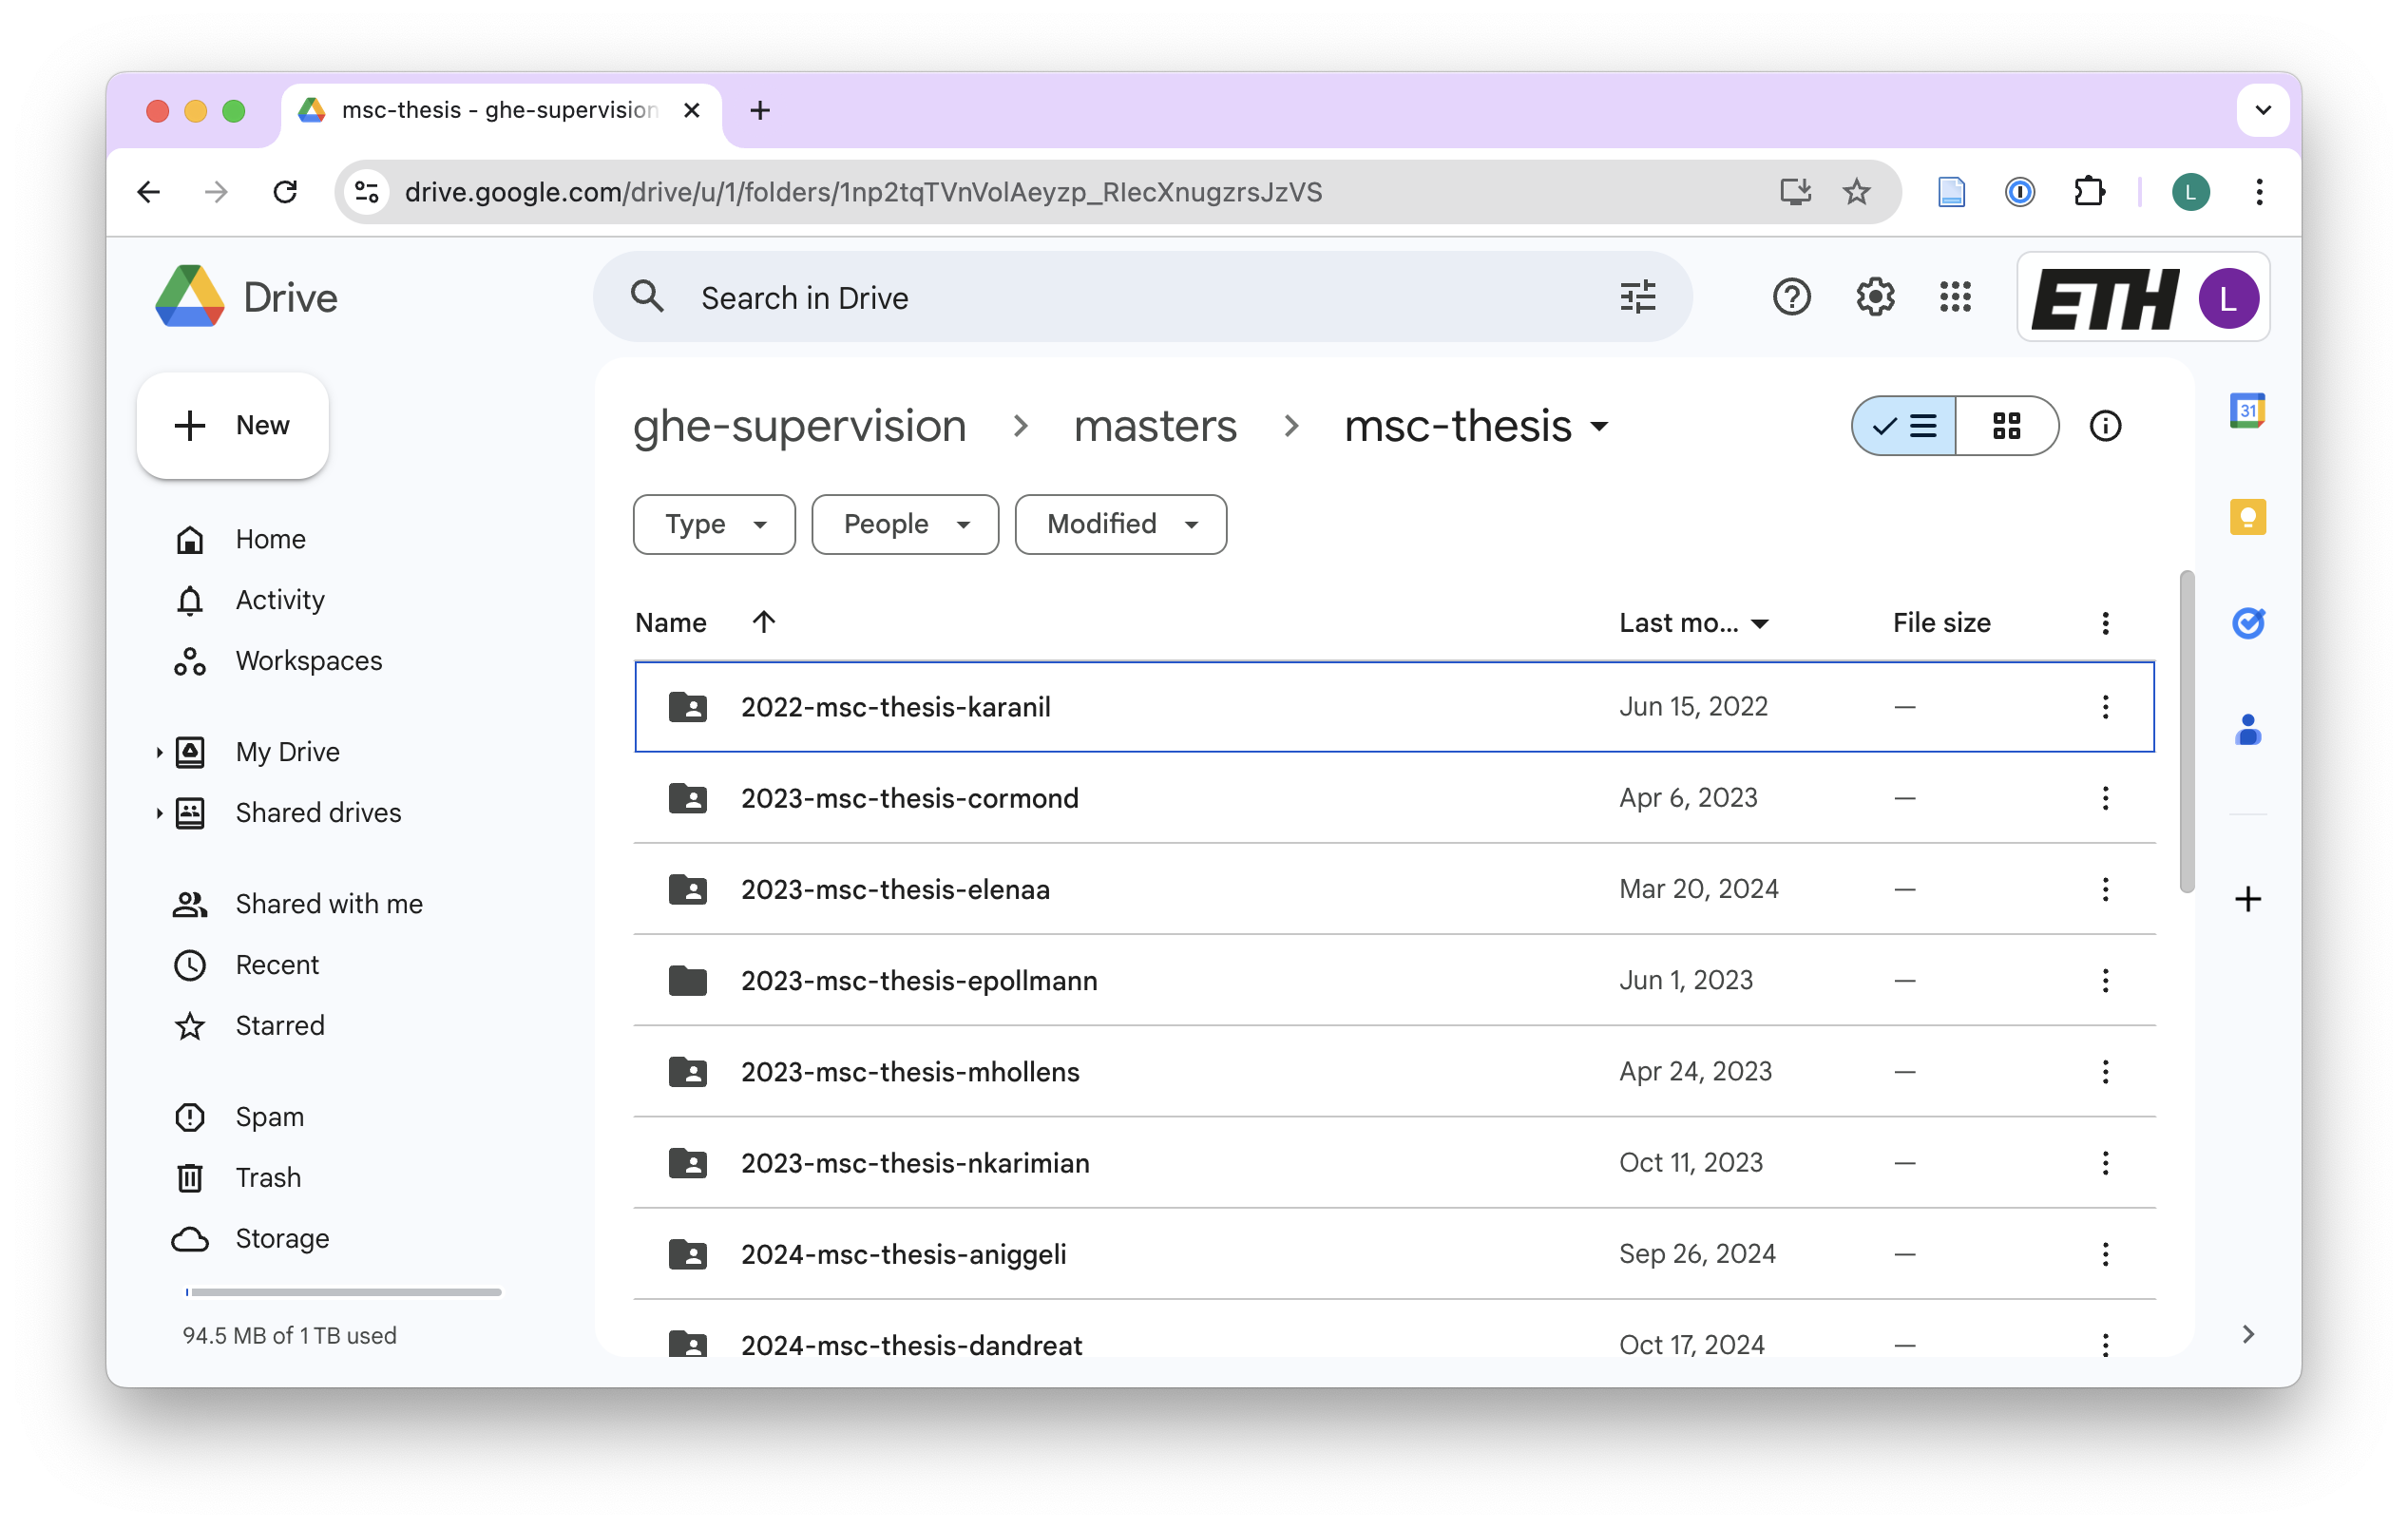 msc-thesis - ghe-supervision
drive.google.com/drive/u/1/folders/1np2tqTVnVolAeyzp_RIecXnugzrsJzVS
L
Drive
Search in Drive
ETH
L
New
ghe-supervision
masters
msc-thesis
31
Type
People
Modified
Home
Activity
Workspaces
My Drive
Shared drives
Shared with me
Recent
Starred
Spam
Trash
Storage
94.5 MB of 1 TB used
Name
Last mo...
File size
2022-msc-thesis-karanil
Jun 15, 2022
—
2023-msc-thesis-cormond
Apr 6, 2023
—
2023-msc-thesis-elenaa
Mar 20, 2024
—
2023-msc-thesis-epollmann
Jun 1, 2023
—
2023-msc-thesis-mhollens
Apr 24, 2023
—
2023-msc-thesis-nkarimian
Oct 11, 2023
—
2024-msc-thesis-aniggeli
Sep 26, 2024
—
2024-msc-thesis-dandreat
Oct 17, 2024
—